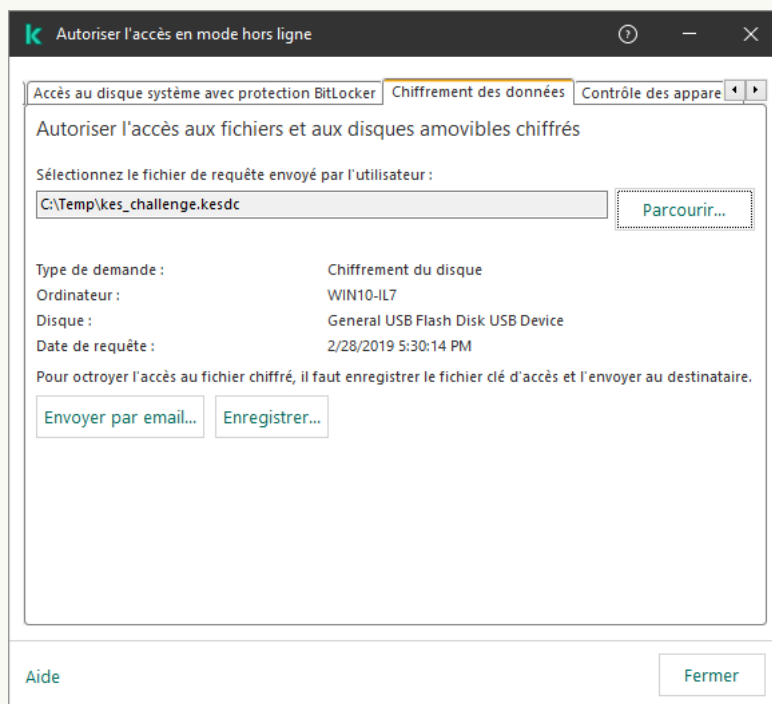 Autoriser l'accès en mode hors ligne
Accès au disque système avec protection BitLocker
Chiffrement des données
Contrôle des appare
Autoriser l'accès aux fichiers et aux disques amovibles chiffrés
Sélectionnez le fichier de requête envoyé par l'utilisateur :
C:\Temp\kes_challenge.kesdc
Parcourir...
Type de demande : Chiffrement du disque
Ordinateur : WIN10-IL7
Disque : General USB Flash Disk USB Device
Date de requête : 2/28/2019 5:30:14 PM
Pour octroyer l'accès au fichier chiffré, il faut enregistrer le fichier clé d'accès et l'envoyer au destinataire.
Envoyer par email...
Enregistrer...
Aide
Fermer